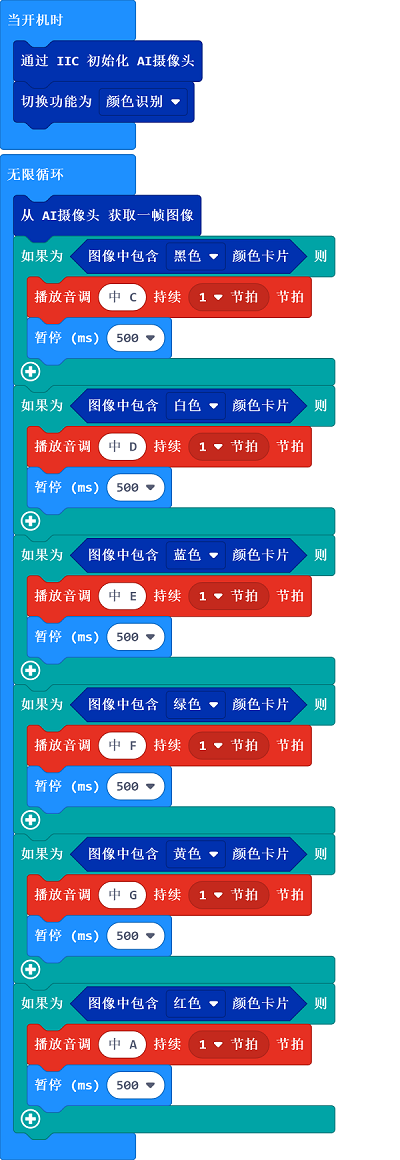 当开机时
通过 IIC 初始化 AI摄像头
切换功能为 颜色识别
无限循环
从 AI摄像头 获取一帧图像
如果为 图像中包含 黑色 颜色卡片 则
播放音调 中 C 持续 1 节拍 节拍
暂停 (ms) 500
如果为 图像中包含 白色 颜色卡片 则
播放音调 中 D 持续 1 节拍 节拍
暂停 (ms) 500
如果为 图像中包含 蓝色 颜色卡片 则
播放音调 中 E 持续 1 节拍 节拍
暂停 (ms) 500
如果为 图像中包含 绿色 颜色卡片 则
播放音调 中 F 持续 1 节拍 节拍
暂停 (ms) 500
如果为 图像中包含 黄色 颜色卡片 则
播放音调 中 G 持续 1 节拍 节拍
暂停 (ms) 500
如果为 图像中包含 红色 颜色卡片 则
播放音调 中 A 持续 1 节拍 节拍
暂停 (ms) 500